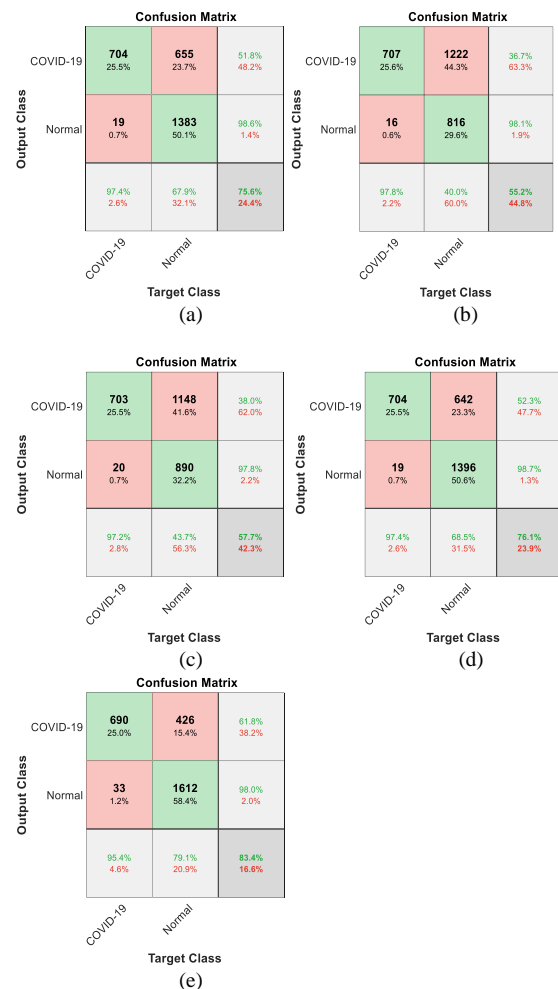 Confusion Matrix
COVID-19
704
25.5%
655
23.7%
51.8%
48.2%
Normal
19
0.7%
1383
50.1%
98.6%
1.4%
97.4%
2.6%
67.9%
32.1%
75.6%
24.4%
COVID-19
Normal
Output Class
Target Class
(a)
Confusion Matrix
COVID-19
707
25.6%
1222
44.3%
36.7%
63.3%
Normal
16
0.6%
816
29.6%
98.1%
1.9%
97.8%
2.2%
40.0%
60.0%
55.2%
44.8%
COVID-19
Normal
Output Class
Target Class
(b)
Confusion Matrix
COVID-19
703
25.5%
1148
41.6%
38.0%
62.0%
Normal
20
0.7%
890
32.2%
97.8%
2.2%
97.2%
2.8%
43.7%
56.3%
57.7%
42.3%
COVID-19
Normal
Output Class
Target Class
(c)
Confusion Matrix
COVID-19
704
25.5%
642
23.3%
52.3%
47.7%
Normal
19
0.7%
1396
50.6%
98.7%
1.3%
97.4%
2.6%
68.5%
31.5%
76.1%
23.9%
COVID-19
Normal
Output Class
Target Class
(d)
Confusion Matrix
COVID-19
690
25.0%
426
15.4%
61.8%
38.2%
Normal
33
1.2%
1612
58.4%
98.0%
2.0%
95.4%
4.6%
79.1%
20.9%
83.4%
16.6%
COVID-19
Normal
Output Class
Target Class
(e)